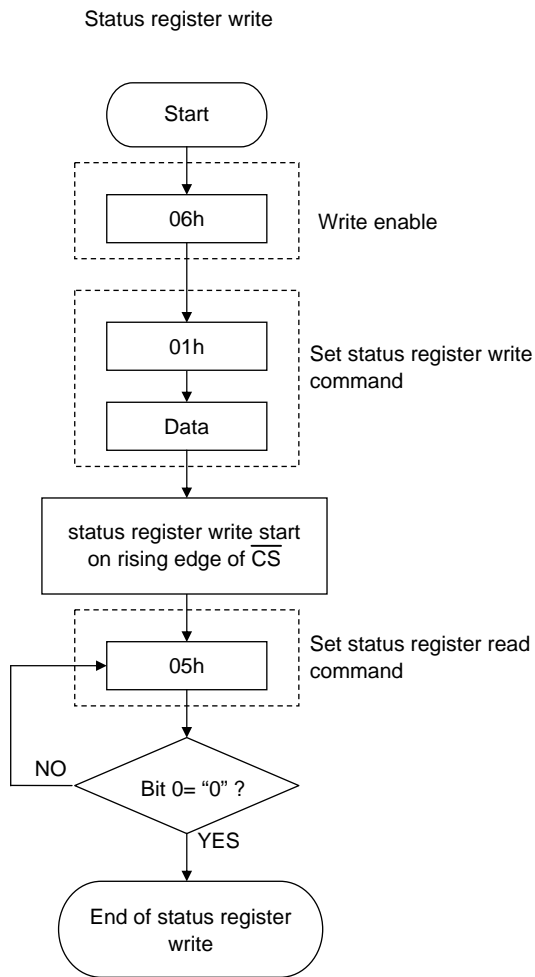 Status register write
Start
06h
Write enable
01h
Set status register write
command
Data
status register write start
on rising edge of C̅S̅
05h
Set status register read
command
NO
Bit 0= “0” ?
YES
End of status register
write